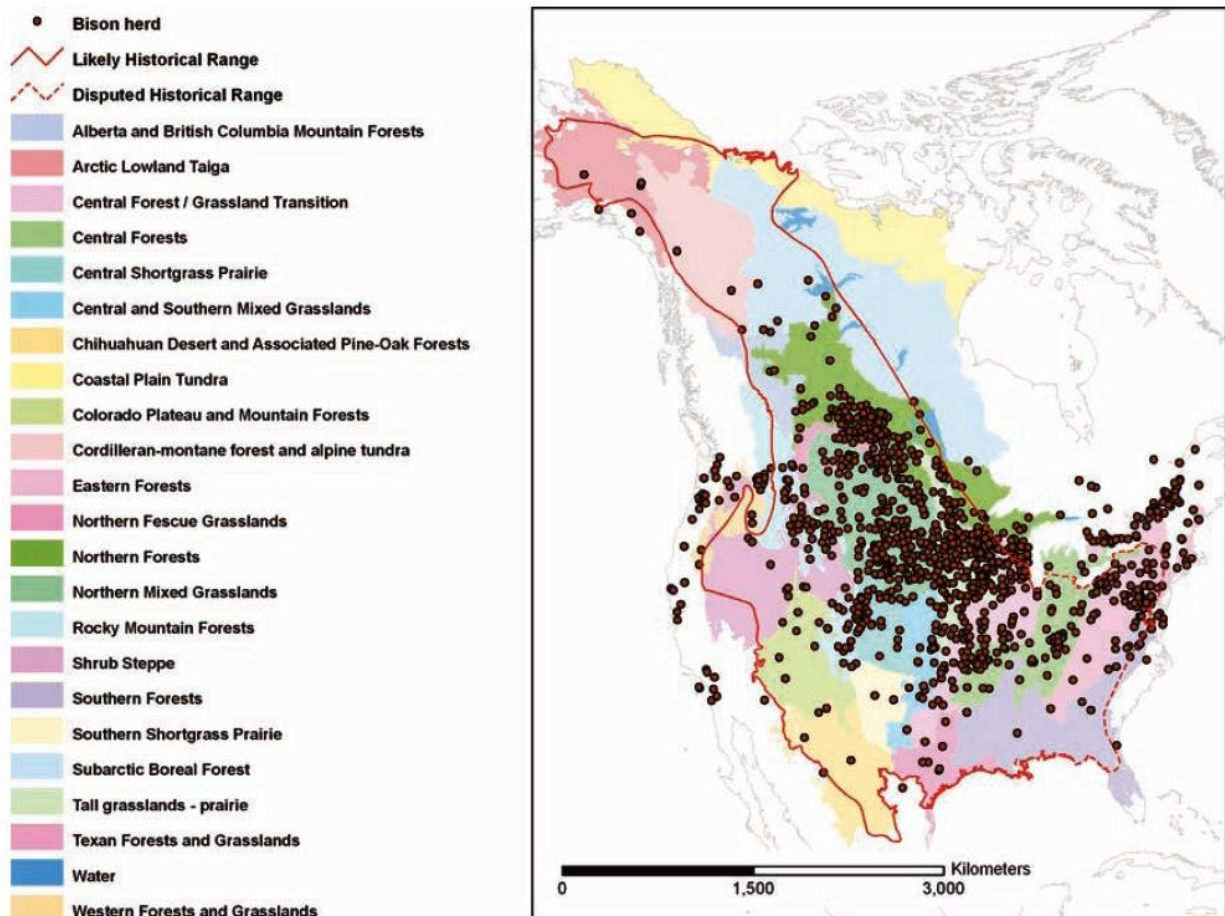 Bison herd
Likely Historical Range
Disputed Historical Range
Alberta and British Columbia Mountain Forests
Arctic Lowland Taiga
Central Forest / Grassland Transition
Central Forests
Central Shortgrass Prairie
Central and Southern Mixed Grasslands
Chihuahuan Desert and Associated Pine-Oak Forests
Coastal Plain Tundra
Colorado Plateau and Mountain Forests
Cordilleran-montane forest and alpine tundra
Eastern Forests
Northern Fescue Grasslands
Northern Forests
Northern Mixed Grasslands
Rocky Mountain Forests
Shrub Steppe
Southern Forests
Southern Shortgrass Prairie
Subarctic Boreal Forest
Tall grasslands - prairie
Texan Forests and Grasslands
Water
Western Forests and Grasslands
Kilometers
0 1,500 3,000